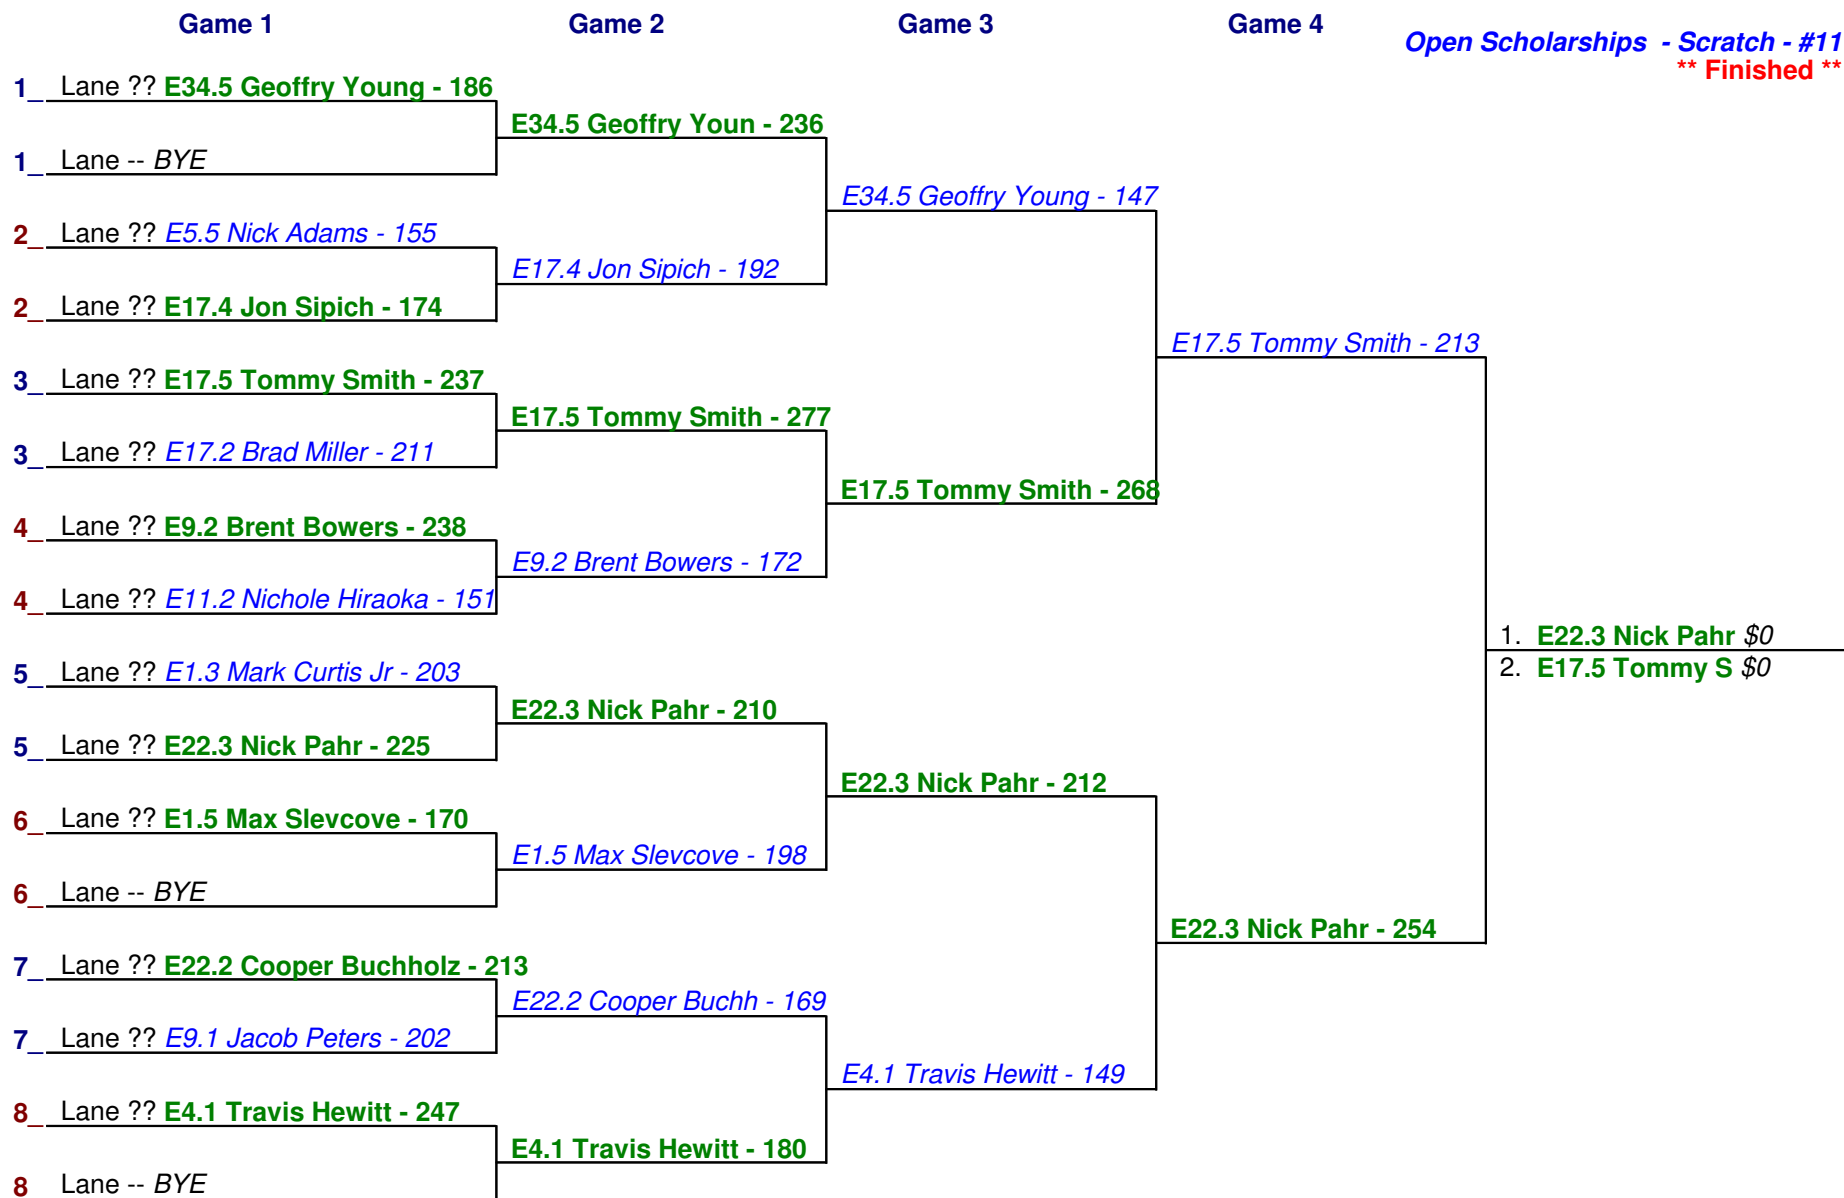 Game 1
Game 2
Game 3
Game 4
Open Scholarships - Scratch - #11
** Finished **
1_ Lane ?? E34.5 Geoffry Young - 186
E34.5 Geoffry Youn - 236
1_ Lane -- BYE
E34.5 Geoffry Young - 147
2_ Lane ?? E5.5 Nick Adams - 155
E17.4 Jon Sipich - 192
2_ Lane ?? E17.4 Jon Sipich - 174
E17.5 Tommy Smith - 213
3_ Lane ?? E17.5 Tommy Smith - 237
E17.5 Tommy Smith - 277
3_ Lane ?? E17.2 Brad Miller - 211
E17.5 Tommy Smith - 268
4_ Lane ?? E9.2 Brent Bowers - 238
E9.2 Brent Bowers - 172
4_ Lane ?? E11.2 Nichole Hiraoka - 151
1. E22.3 Nick Pahr $0
2. E17.5 Tommy S $0
5_ Lane ?? E1.3 Mark Curtis Jr - 203
E22.3 Nick Pahr - 210
5_ Lane ?? E22.3 Nick Pahr - 225
E22.3 Nick Pahr - 212
6_ Lane ?? E1.5 Max Slevcove - 170
E1.5 Max Slevcove - 198
6_ Lane -- BYE
E22.3 Nick Pahr - 254
7_ Lane ?? E22.2 Cooper Buchholz - 213
E22.2 Cooper Buchh - 169
7_ Lane ?? E9.1 Jacob Peters - 202
E4.1 Travis Hewitt - 149
8_ Lane ?? E4.1 Travis Hewitt - 247
E4.1 Travis Hewitt - 180
8 Lane -- BYE